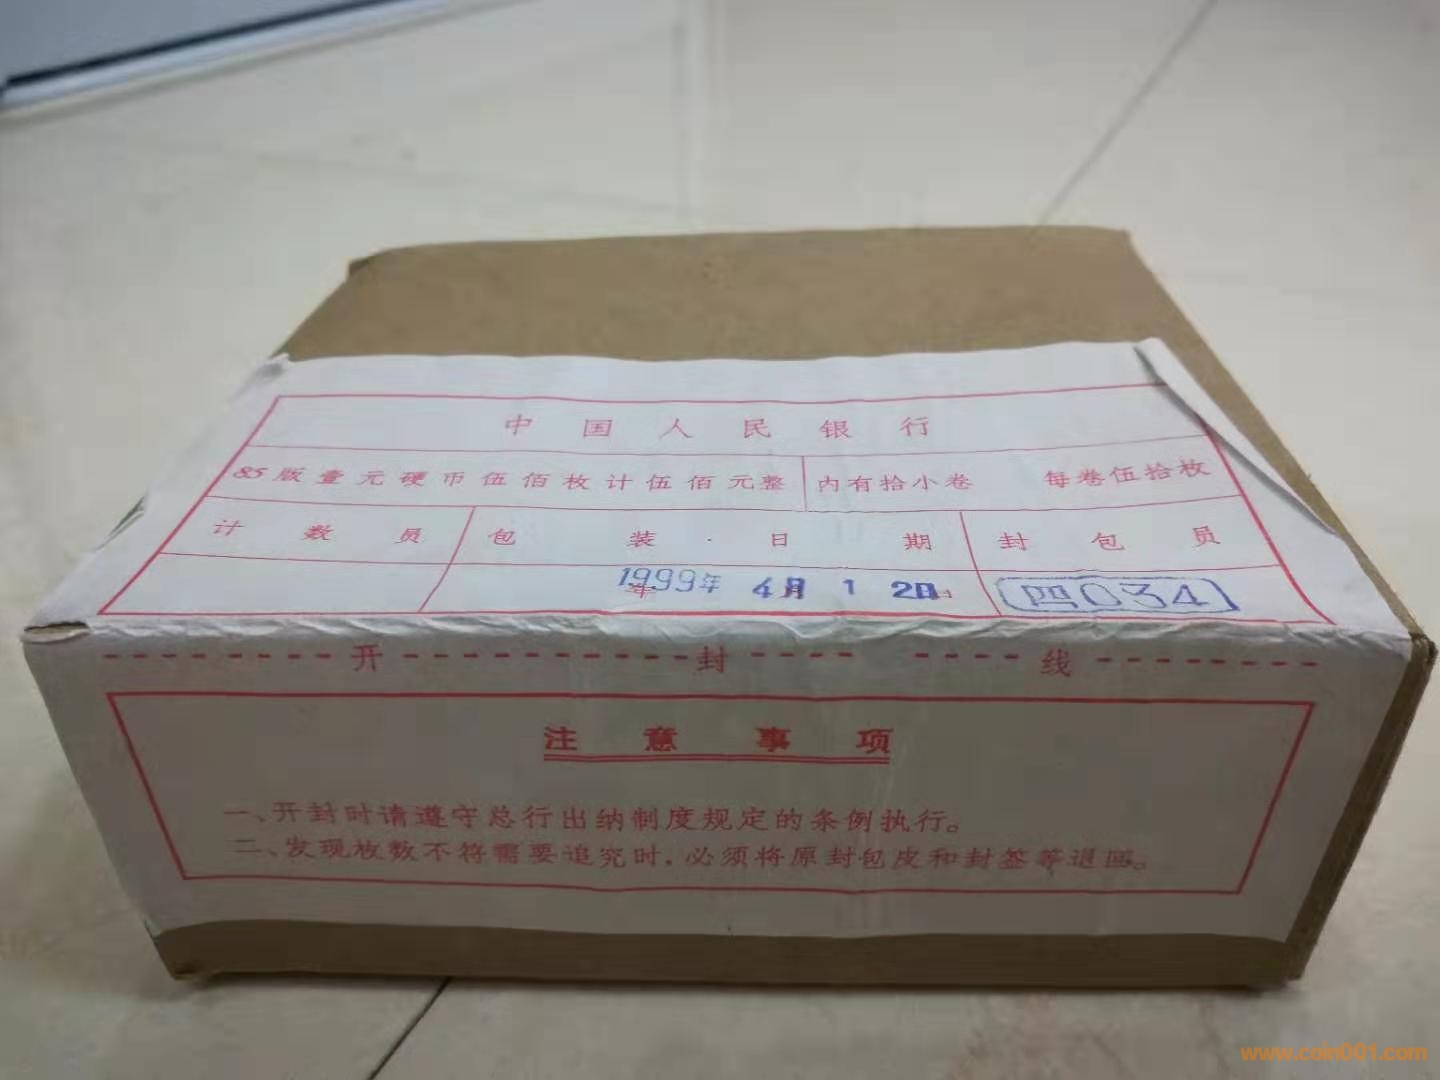 中国人民银行
85版壹元硬币伍佰枚计伍佰元整 内有拾小卷 每卷伍拾枚
计数员 包装日期 封包员
1999年 4月 12日 四034
开封线
注意事项
一、开封时请遵守总行出纳制度规定的条例执行。
二、发现枚数不符需要追究时，必须将原封包皮和封签等退回。
www.coin001.com